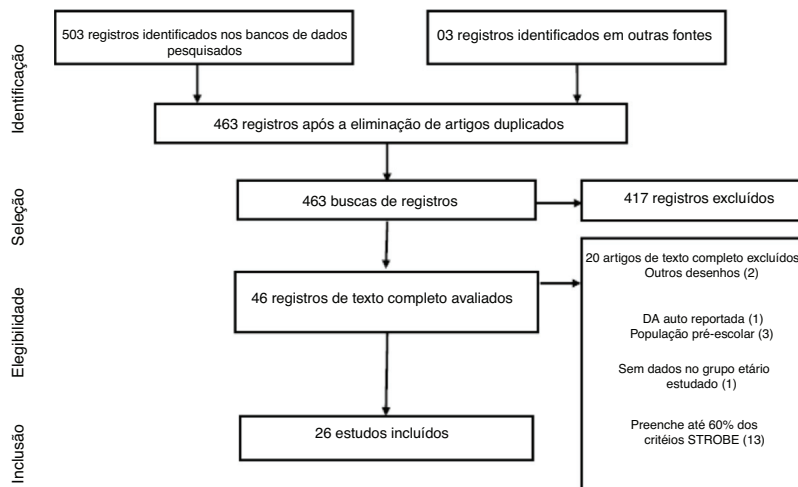 Identificação
503 registros identificados nos bancos de dados
pesquisados
03 registros identificados em outras fontes
463 registros após a eliminação de artigos duplicados
Seleção
463 buscas de registros
417 registros excluídos
Elegibilidade
46 registros de texto completo avaliados
20 artigos de texto completo excluídos
Outros desenhos (2)
DA auto reportada (1)
População pré-escolar (3)
Sem dados no grupo etário
estudado (1)
Preenche até 60% dos
critéios STROBE (13)
Inclusão
26 estudos incluídos